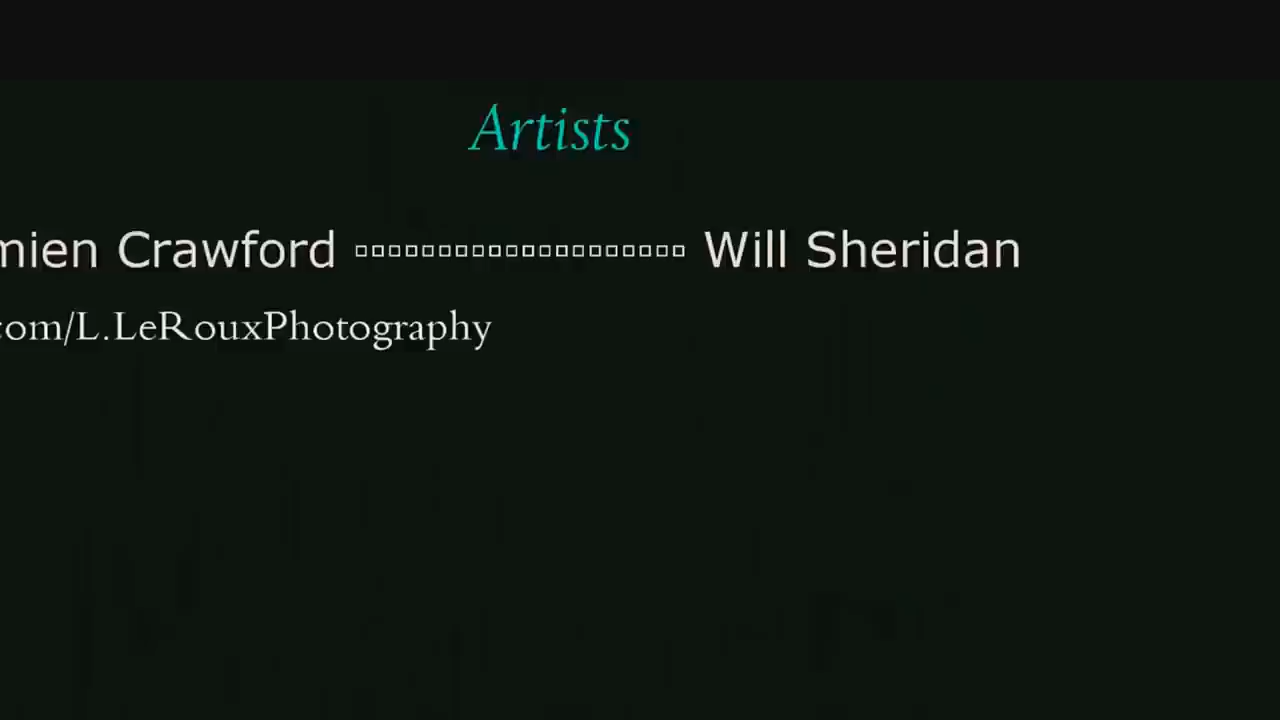 Artists
mien Crawford ▫▫▫▫▫▫▫▫▫▫▫▫▫▫▫▫▫▫▫▫ Will Sheridan
com/L.LeRouxPhotography